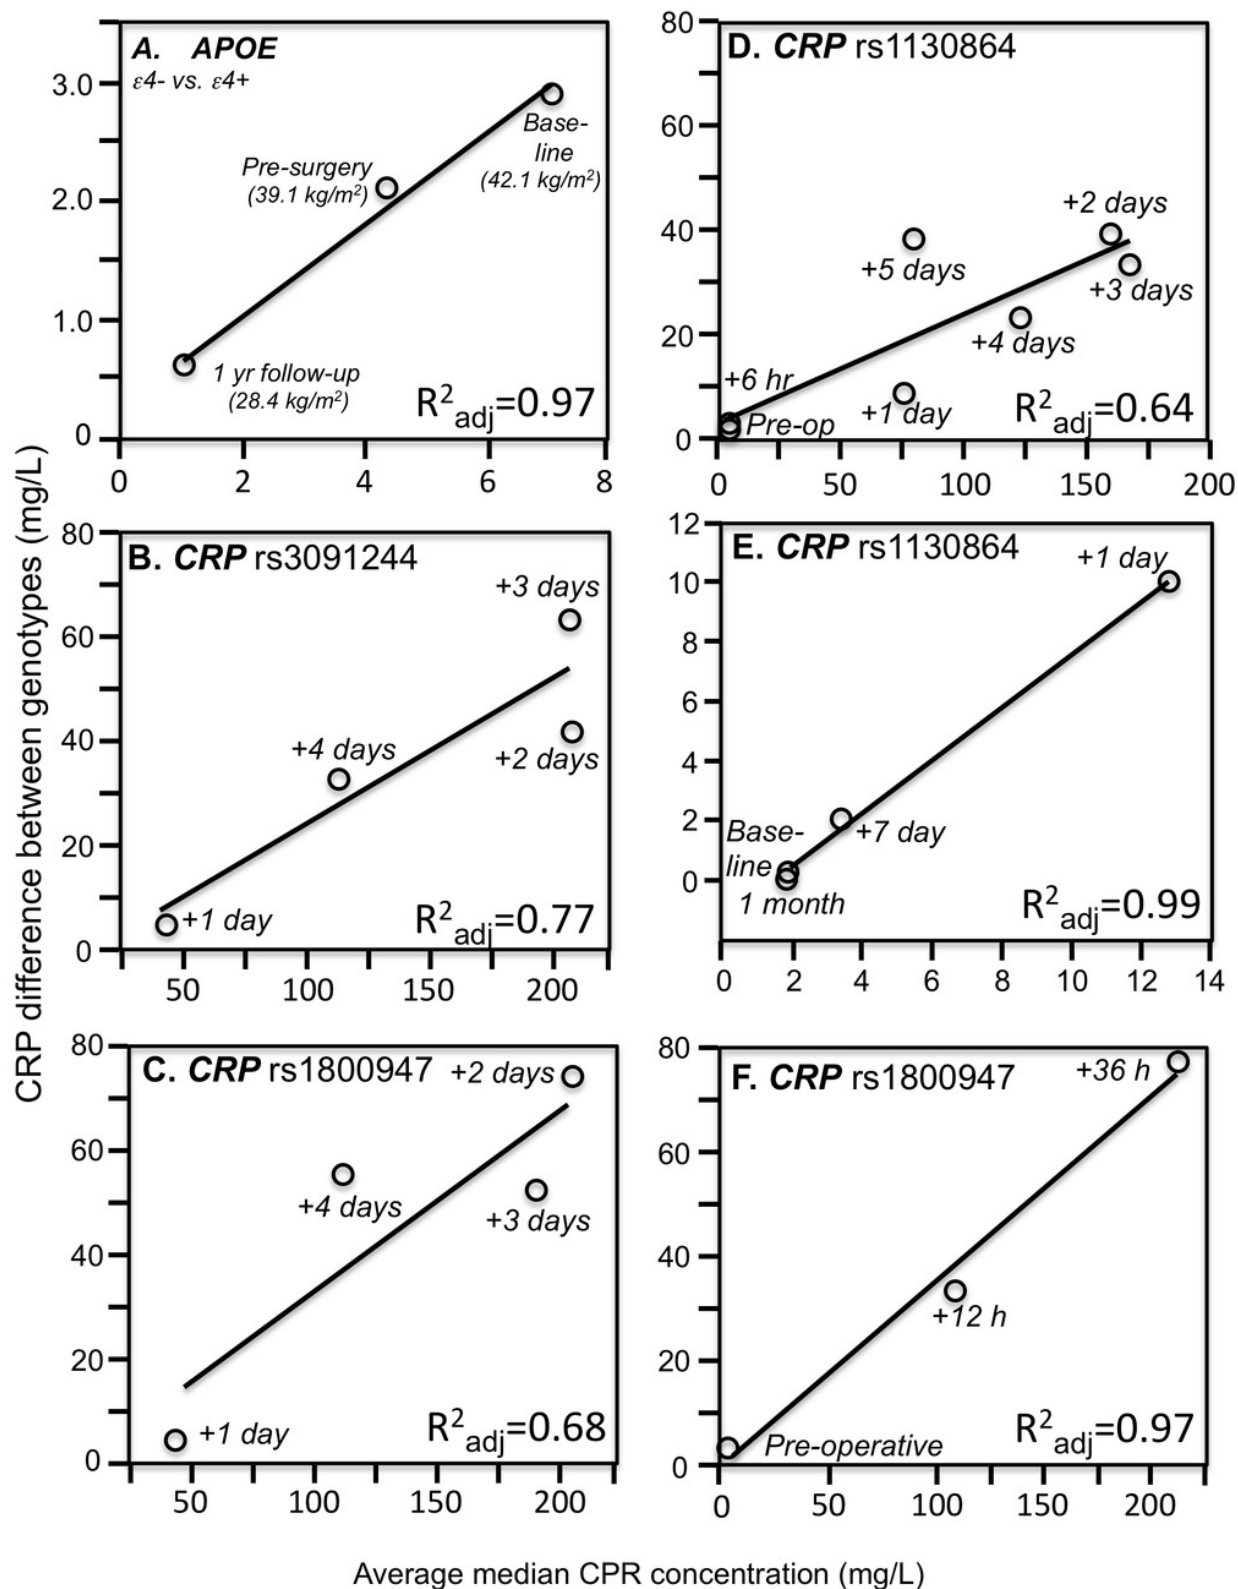 CRP difference between genotypes (mg/L)
A. APOE
ε4- vs. ε4+
3.0
2.0
1.0
0
Base-
line
(42.1 kg/m²)
Pre-surgery
(39.1 kg/m²)
1 yr follow-up
(28.4 kg/m²)
R²adj=0.97
0 2 4 6 8
B. CRP rs3091244
80
60
40
20
0
+3 days
+4 days
+2 days
+1 day
R²adj=0.77
50 100 150 200
C. CRP rs1800947
80
60
40
20
0
+2 days
+4 days
+3 days
+1 day
R²adj=0.68
50 100 150 200
D. CRP rs1130864
80
60
40
20
0
+2 days
+5 days
+3 days
+4 days
+6 hr
+1 day
Pre-op
R²adj=0.64
0 50 100 150 200
E. CRP rs1130864
12
10
8
6
4
2
0
+1 day
+7 day
Base-
line
1 month
R²adj=0.99
0 2 4 6 8 10 12 14
F. CRP rs1800947
80
60
40
20
0
+36 h
+12 h
Pre-operative
R²adj=0.97
0 50 100 150 200
Average median CPR concentration (mg/L)